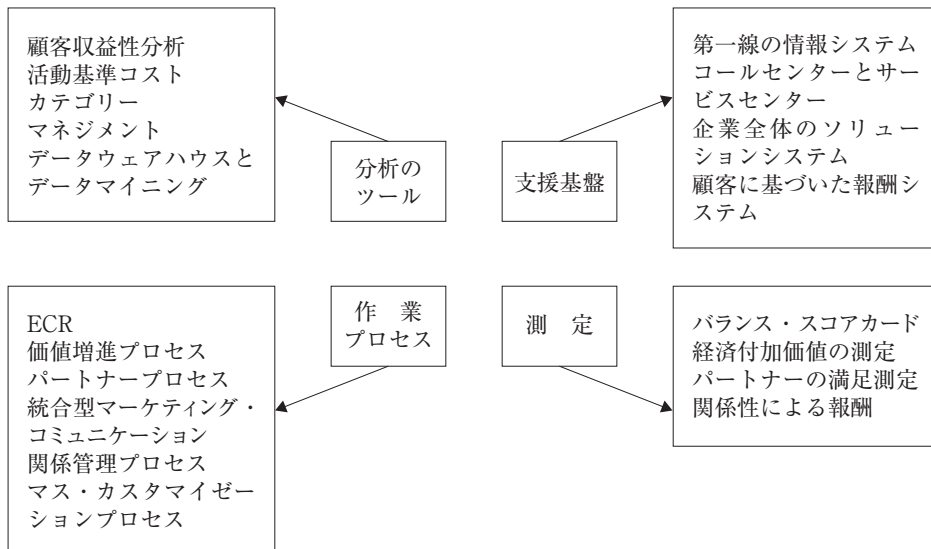 顧客収益性分析
活動基準コスト
カテゴリー
マネジメント
データウェアハウスと
データマイニング
分析の
ツール
支援基盤
第一線の情報システム
コールセンターとサー
ビスセンター
企業全体のソリュー
ションシステム
顧客に基づいた報酬シ
ステム
ECR
価値増進プロセス
パートナープロセス
統合型マーケティング・
コミュニケーション
関係管理プロセス
マス・カスタマイゼー
ションプロセス
作　業
プロセス
測　定
バランス・スコアカード
経済付加価値の測定
パートナーの満足測定
関係性による報酬